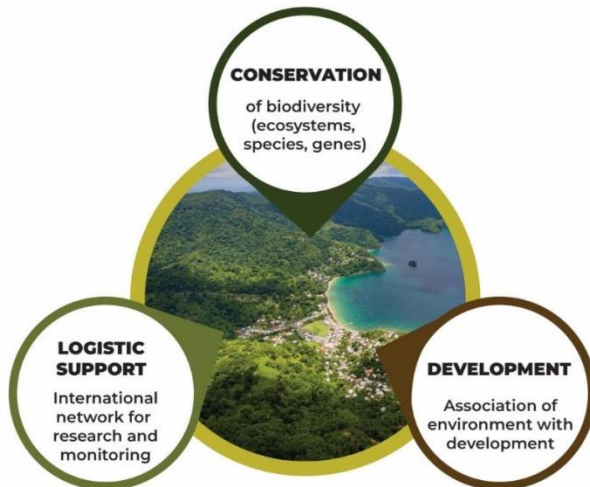 CONSERVATION
of biodiversity
(ecosystems,
species, genes)
LOGISTIC
SUPPORT
International
network for
research and
monitoring
DEVELOPMENT
Association of
environment with
development